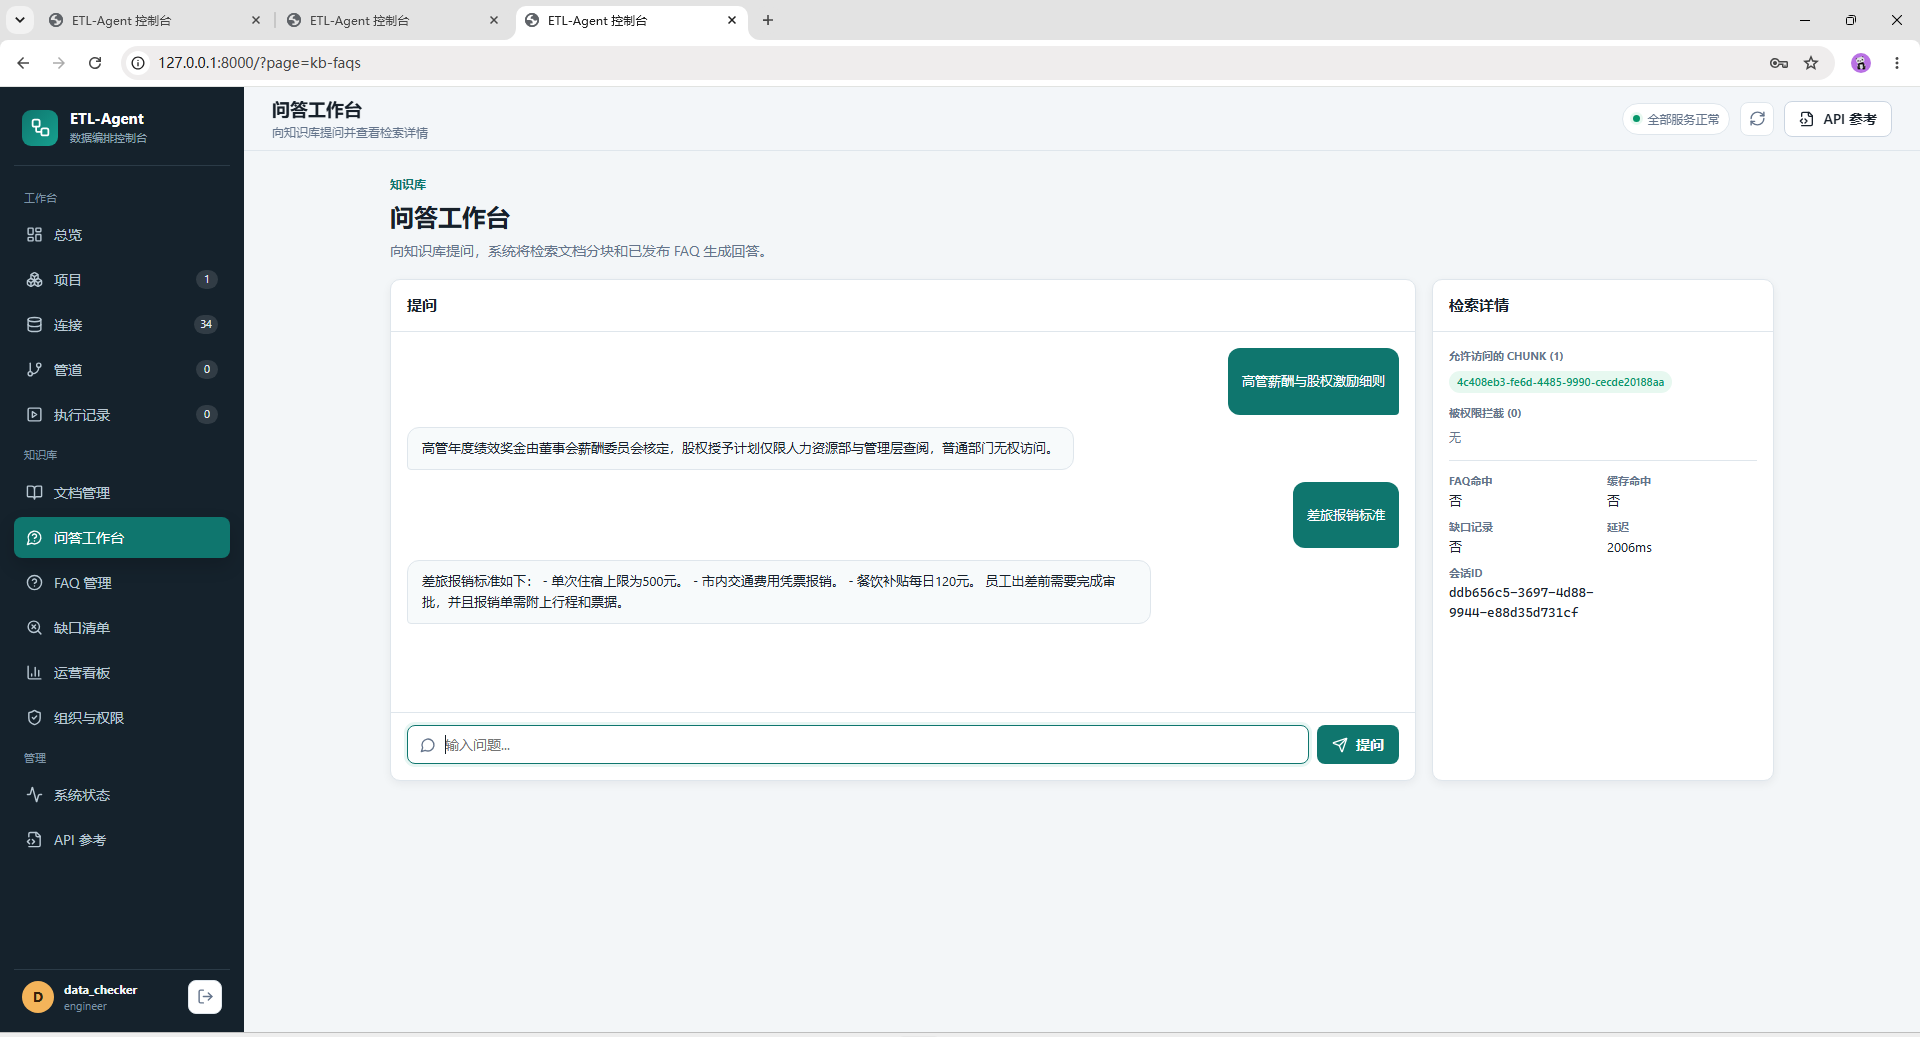 ETL-Agent 控制台
ETL-Agent 控制台
ETL-Agent 控制台
127.0.0.1:8000/?page=kb-faqs
ETL-Agent
数据编排控制台
工作台
总览
项目 1
连接 34
管道 0
执行记录 0
知识库
文档管理
问答工作台
FAQ 管理
缺口清单
运营看板
组织与权限
管理
系统状态
API 参考
D
data_checker
engineer
问答工作台
向知识库提问并查看检索详情
全部服务正常
API 参考
知识库
问答工作台
向知识库提问，系统将检索文档分块和已发布 FAQ 生成回答。
提问
高管薪酬与股权激励细则
高管年度绩效奖金由董事会薪酬委员会核定，股权授予计划仅限人力资源部与管理层查阅，普通部门无权访问。
差旅报销标准
差旅报销标准如下： - 单次住宿上限为500元。 - 市内交通费用凭票报销。 - 餐饮补贴每日120元。 员工出差前需要完成审
批，并且报销单需附上行程和票据。
输入问题...
提问
检索详情
允许访问的 CHUNK (1)
4c408eb3-fe6d-4485-9990-cecde20188aa
被权限拦截 (0)
无
FAQ命中 缓存命中
否 否
缺口记录 延迟
否 2006ms
会话ID
ddb656c5-3697-4d88-
9944-e88d35d731cf